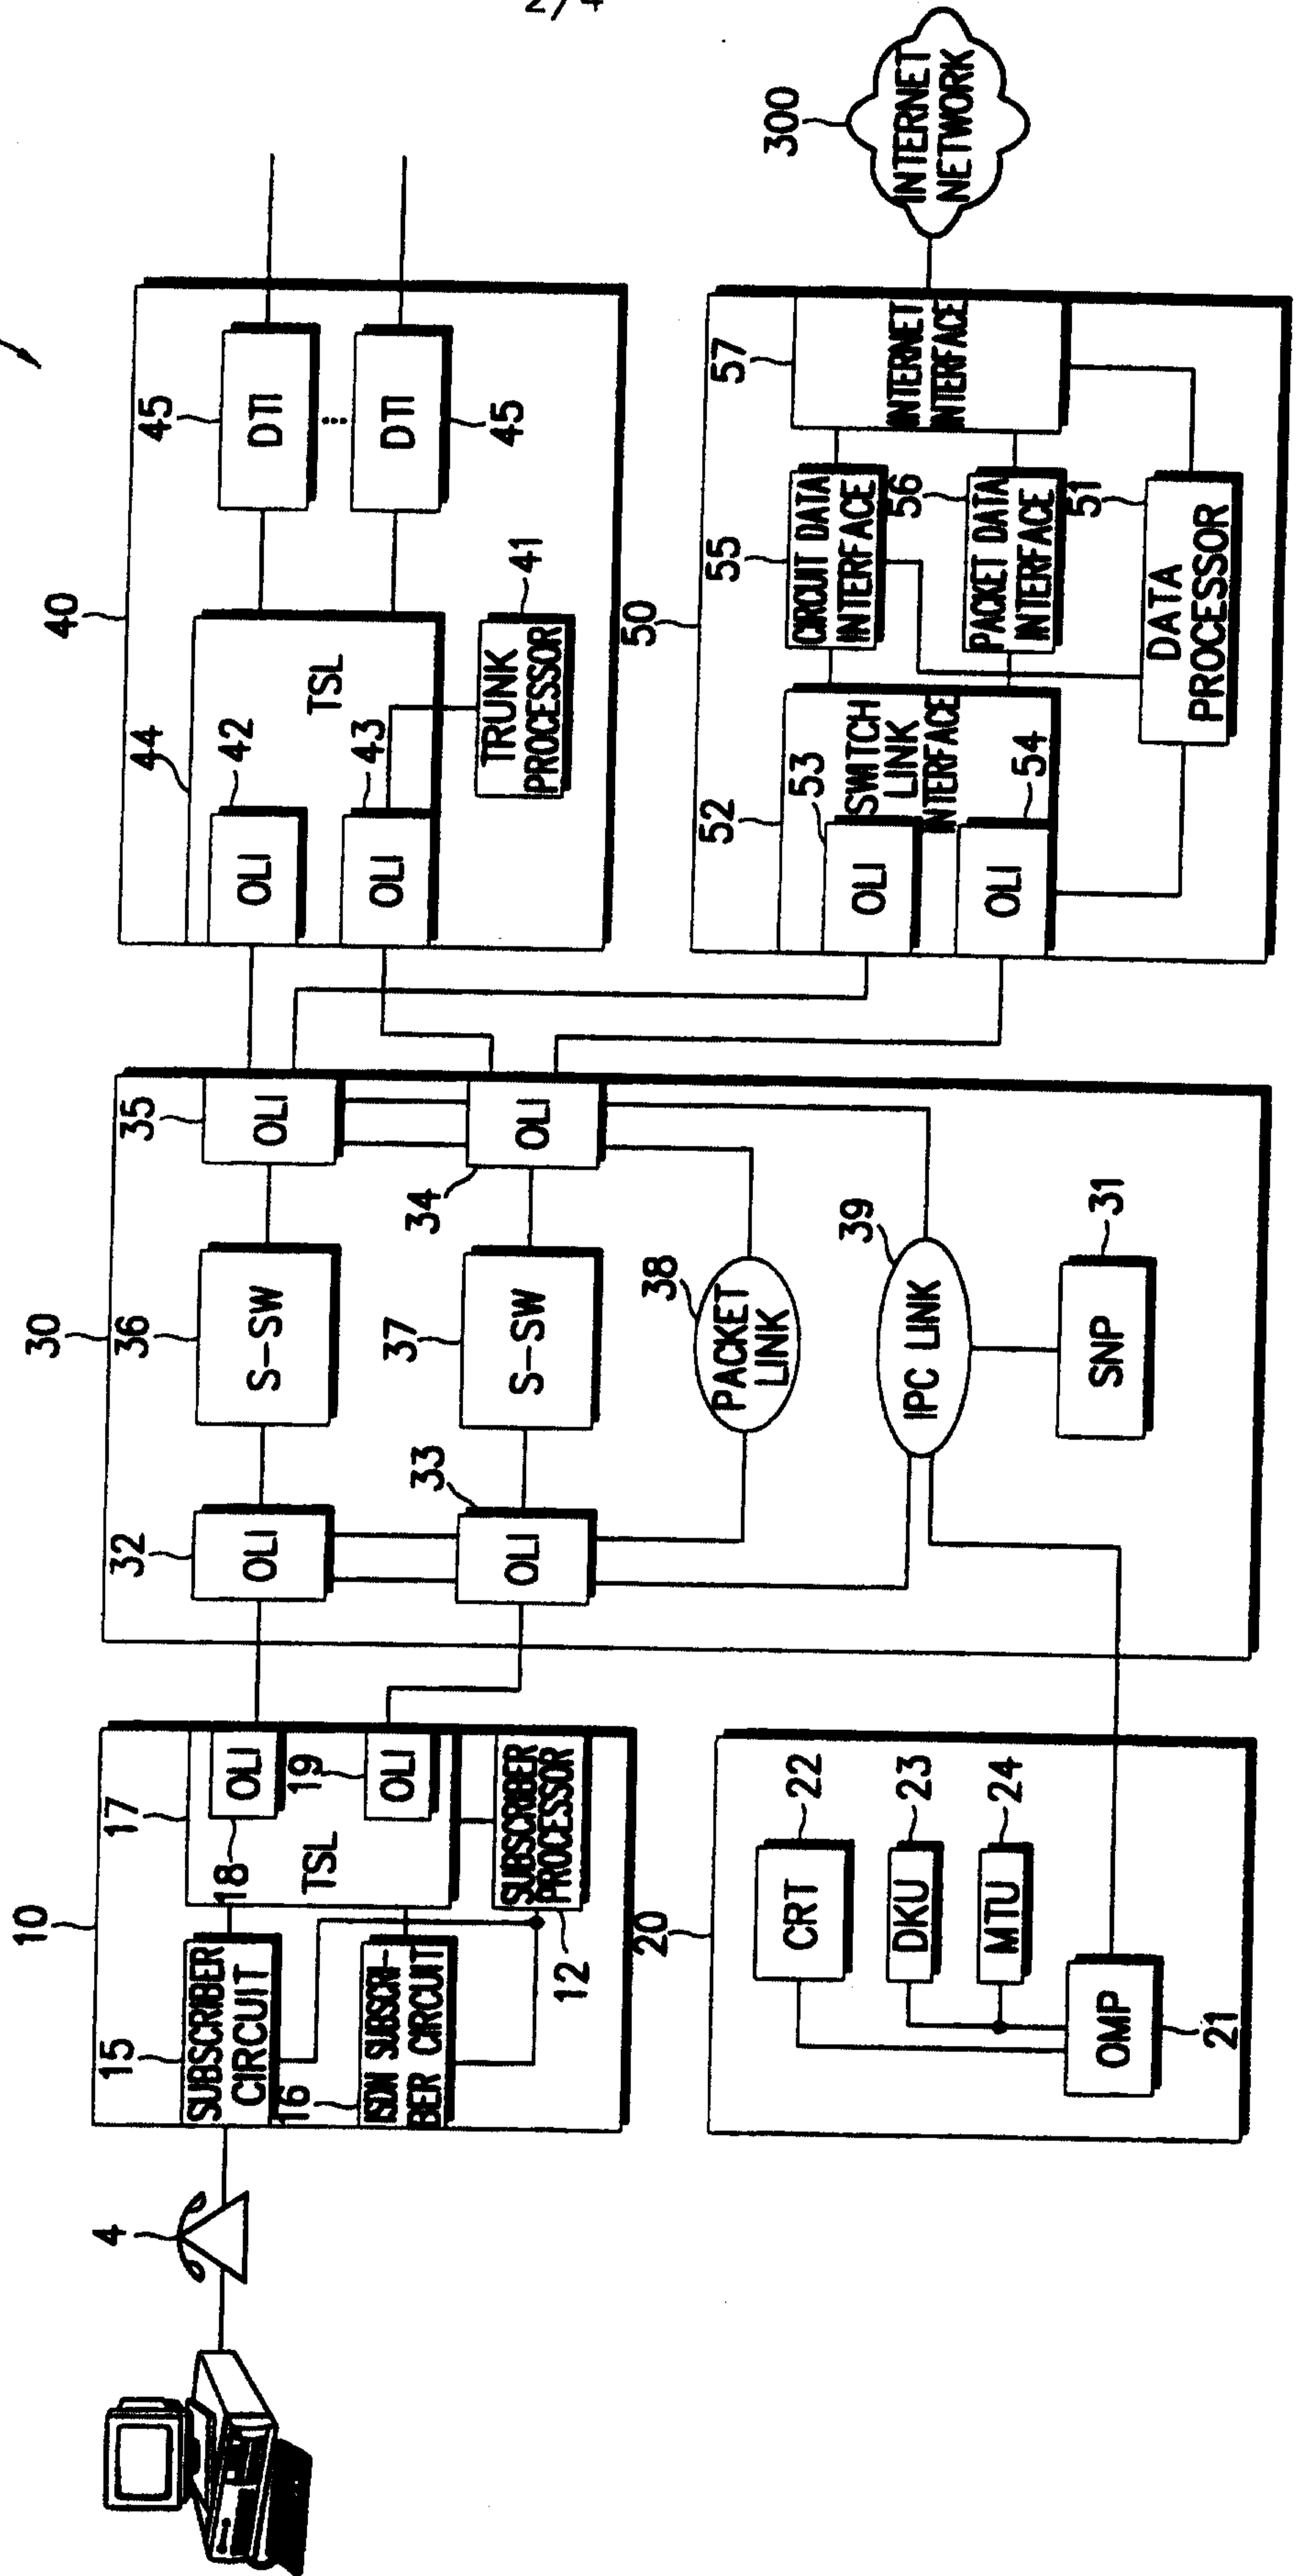 2/4
4
10
15
SUBSCRIBER
CIRCUIT
16
ISDN SUBSCRI-
BER CIRCUIT
17
18
OLI
19
OLI
TSL
SUBSCRIBER
PROCESSOR
12
20
CRT
22
DKU
23
MTU
24
OMP
21
30
32
OLI
33
OLI
36
S-SW
37
S-SW
35
OLI
34
OLI
38
PACKET
LINK
39
IPC LINK
SNP
31
40
44
42
OLI
43
OLI
TSL
TRUNK
PROCESSOR
41
45
DTI
DTI
45
50
52
53
OLI
SWITCH
LINK
INTERFACE
54
OLI
55
CIRCUIT DATA
INTERFACE
56
PACKET DATA
INTERFACE
51
DATA
PROCESSOR
57
INTERNET
INTERFACE
300
INTERNET
NETWORK